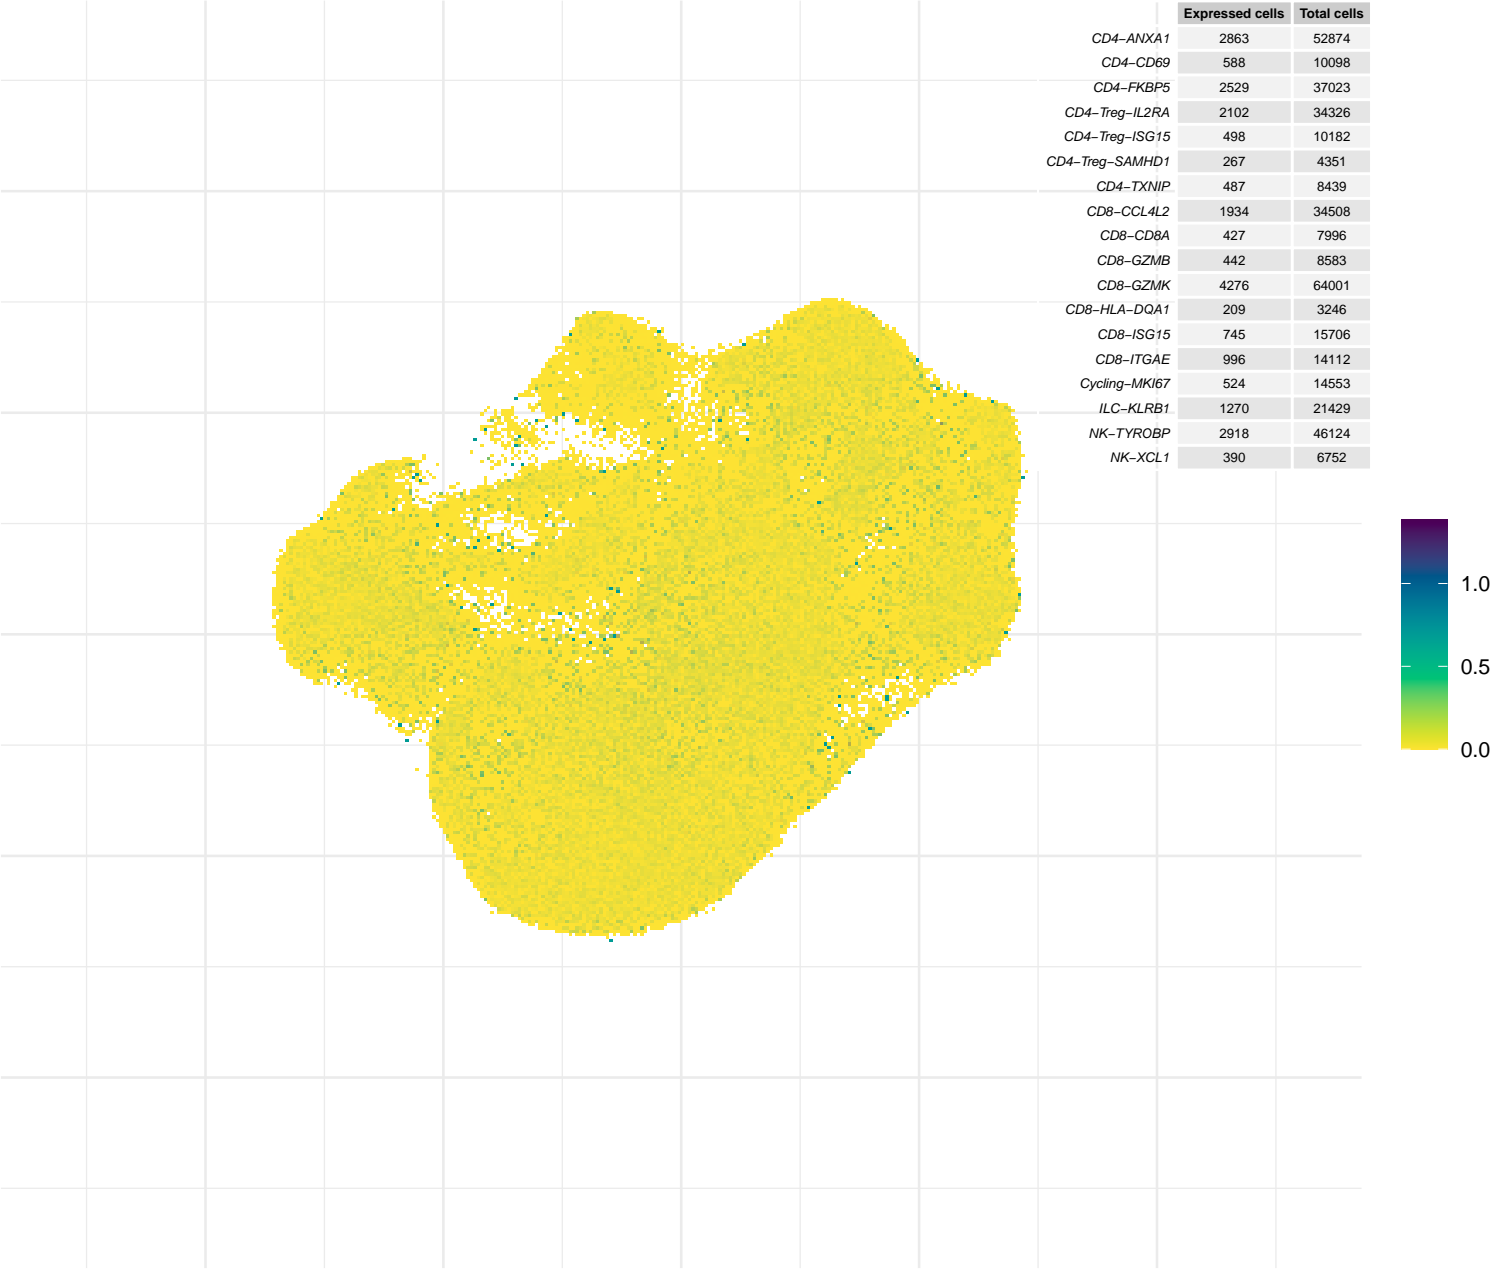 Expressed cells Total cells
CD4−ANXA1 2863 52874
CD4−CD69 588 10098
CD4−FKBP5 2529 37023
CD4−Treg−IL2RA 2102 34326
CD4−Treg−ISG15 498 10182
CD4−Treg−SAMHD1 267 4351
CD4−TXNIP 487 8439
CD8−CCL4L2 1934 34508
CD8−CD8A 427 7996
CD8−GZMB 442 8583
CD8−GZMK 4276 64001
CD8−HLA−DQA1 209 3246
CD8−ISG15 745 15706
CD8−ITGAE 996 14112
Cycling−MKI67 524 14553
ILC−KLRB1 1270 21429
NK−TYROBP 2918 46124
NK−XCL1 390 6752
1.0
0.5
0.0